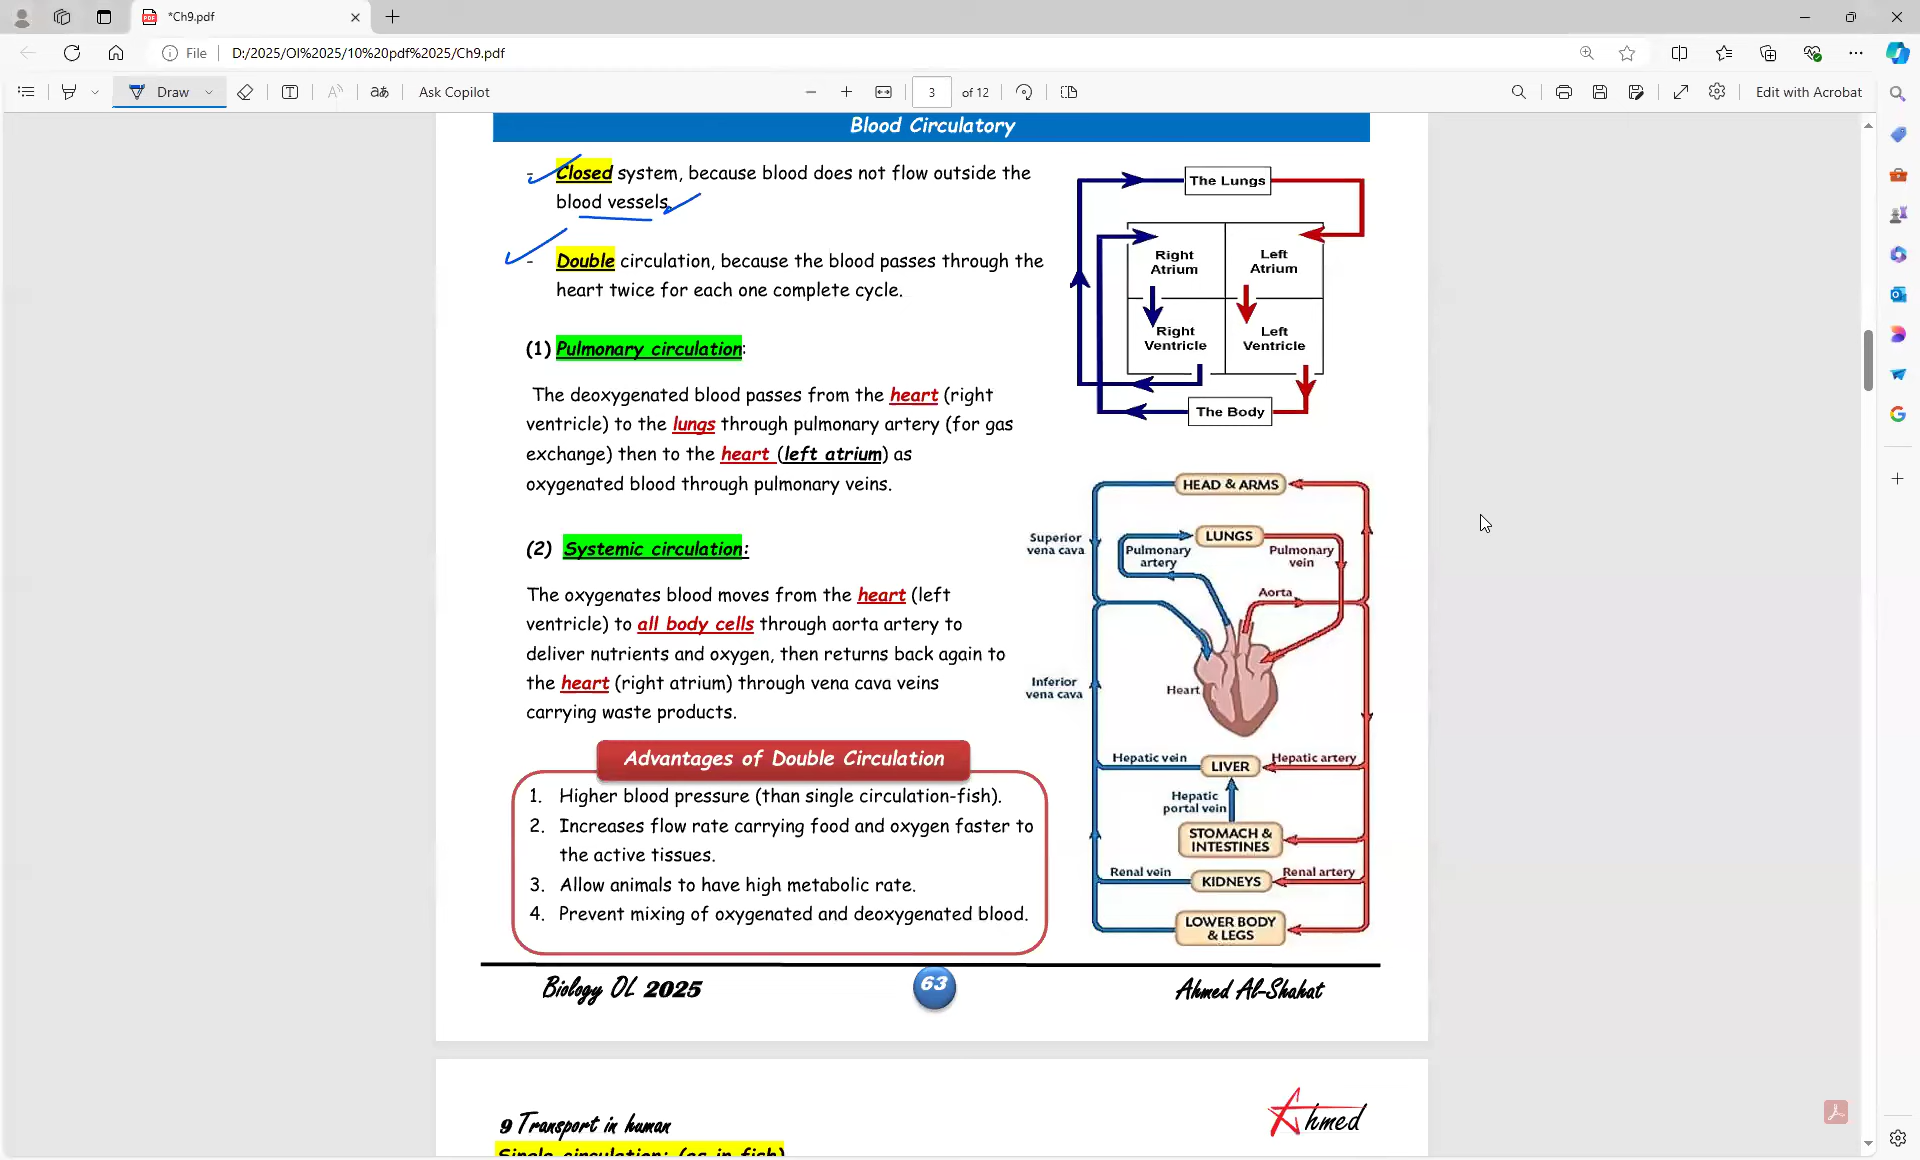 *Ch9.pdf
File
D:/2025/Ol%2025/10%20pdf%2025/Ch9.pdf
Draw
Ask Copilot
3
of 12
Edit with Acrobat
Blood Circulatory
- Closed system, because blood does not flow outside the
blood vessels.
- Double circulation, because the blood passes through the
heart twice for each one complete cycle.
(1) Pulmonary circulation:
The deoxygenated blood passes from the heart (right
ventricle) to the lungs through pulmonary artery (for gas
exchange) then to the heart (left atrium) as
oxygenated blood through pulmonary veins.
(2) Systemic circulation:
The oxygenates blood moves from the heart (left
ventricle) to all body cells through aorta artery to
deliver nutrients and oxygen, then returns back again to
the heart (right atrium) through vena cava veins
carrying waste products.
Advantages of Double Circulation
1. Higher blood pressure (than single circulation-fish).
2. Increases flow rate carrying food and oxygen faster to
the active tissues.
3. Allow animals to have high metabolic rate.
4. Prevent mixing of oxygenated and deoxygenated blood.
The Lungs
Right
Atrium
Left
Atrium
Right
Ventricle
Left
Ventricle
The Body
HEAD & ARMS
Superior
vena cava
LUNGS
Pulmonary
artery
Pulmonary
vein
Aorta
Inferior
vena cava
Heart
Hepatic vein
LIVER
Hepatic artery
Hepatic
portal vein
STOMACH &
INTESTINES
Renal vein
KIDNEYS
Renal artery
LOWER BODY
& LEGS
Biology OL 2025
63
Ahmed Al-Shahat
9 Transport in human
Ahmed
Single circulation: (as in fish)